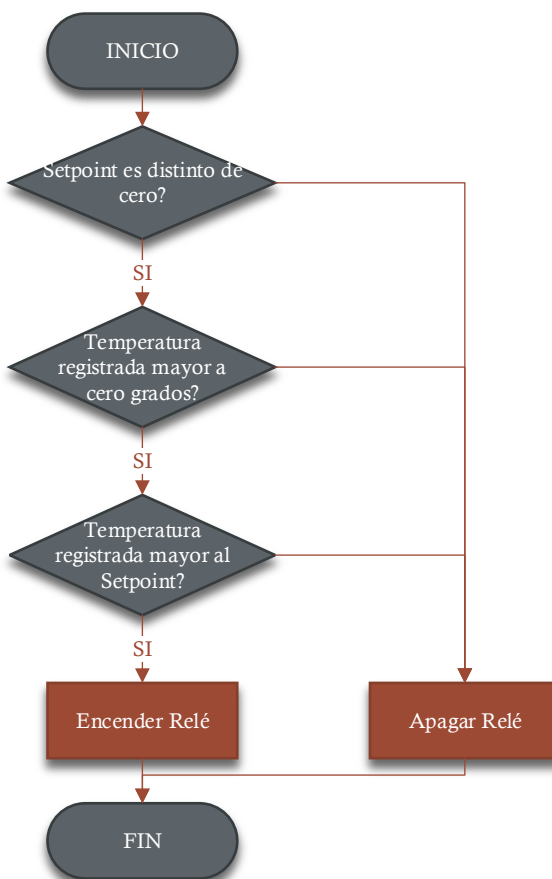 INICIO
Setpoint es distinto de
cero?
SI
Temperatura
registrada mayor a
cero grados?
SI
Temperatura
registrada mayor al
Setpoint?
SI
Encender Relé
Apagar Relé
FIN